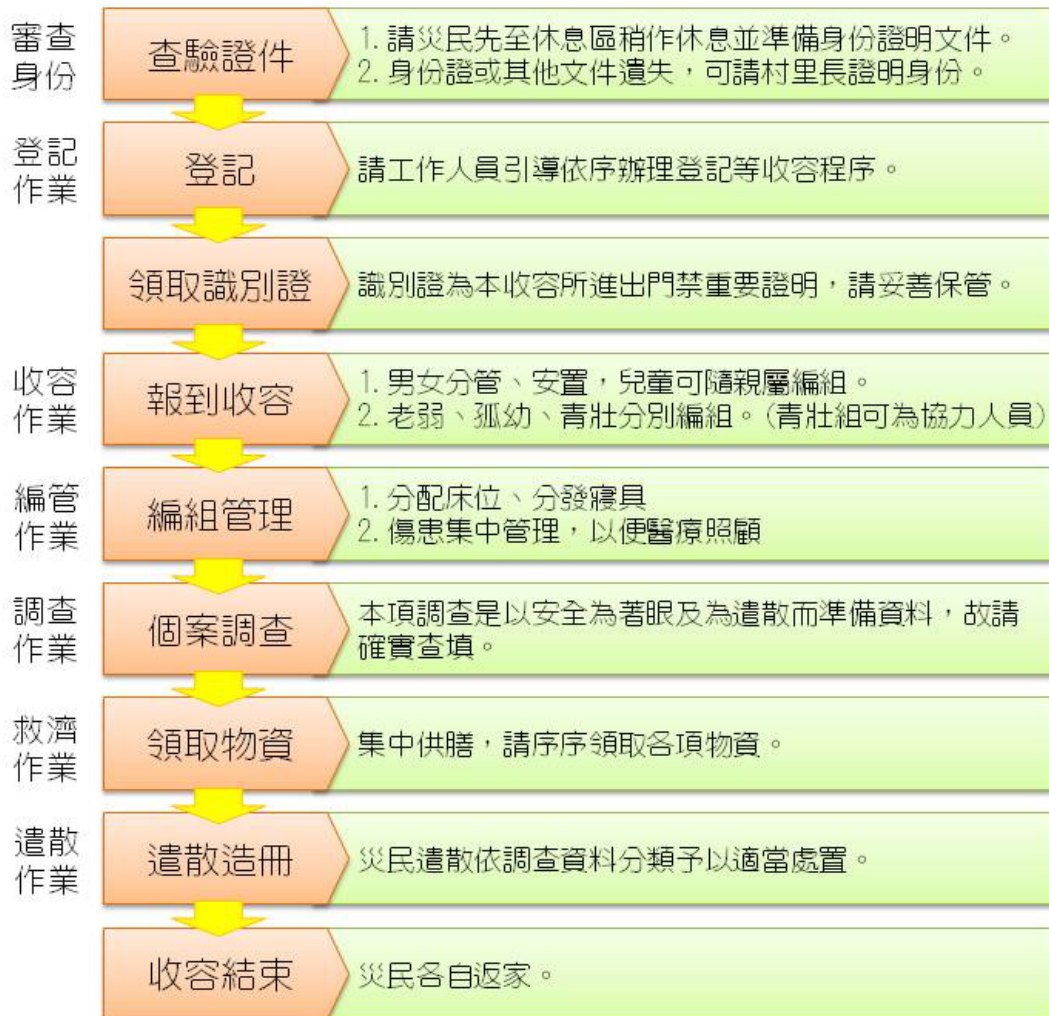 審查
身份
查驗證件
1. 請災民先至休息區稍作休息並準備身份證明文件。
2. 身份證或其他文件遺失，可請村里長證明身份。
登記
作業
登記
請工作人員引導依序辦理登記等收容程序。
領取識別證
識別證為本收容所進出門禁重要證明，請妥善保管。
收容
作業
報到收容
1. 男女分管、安置，兒童可隨親屬編組。
2. 老弱、孤幼、青壯分別編組。(青壯組可為協力人員)
編管
作業
編組管理
1. 分配床位、分發寢具
2. 傷患集中管理，以便醫療照顧
調查
作業
個案調查
本項調查是以安全為著眼及為遣散而準備資料，故請
確實查填。
救濟
作業
領取物資
集中供膳，請序序領取各項物資。
遣散
作業
遣散造冊
災民遣散依調查資料分類予以適當處置。
收容結束
災民各自返家。